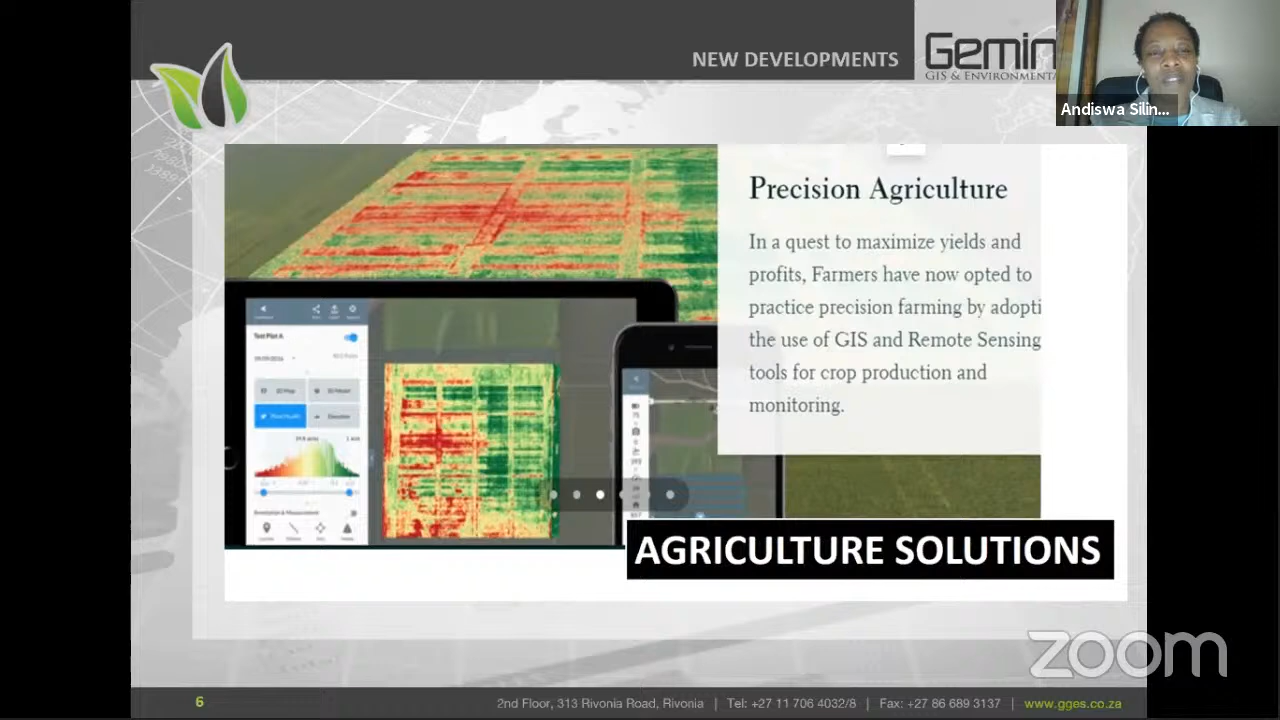 NEW DEVELOPMENTS
Gemin
GIS & ENVIRONMENTA
Andiswa Silin...
Precision Agriculture
In a quest to maximize yields and
profits, Farmers have now opted to
practice precision farming by adopti
the use of GIS and Remote Sensing
tools for crop production and
monitoring.
Test Plot A
AGRICULTURE SOLUTIONS
zoom
6
2nd Floor, 313 Rivonia Road, Rivonia | Tel: +27 11 706 4032/8 | Fax: +27 86 689 3137 | www.gges.co.za